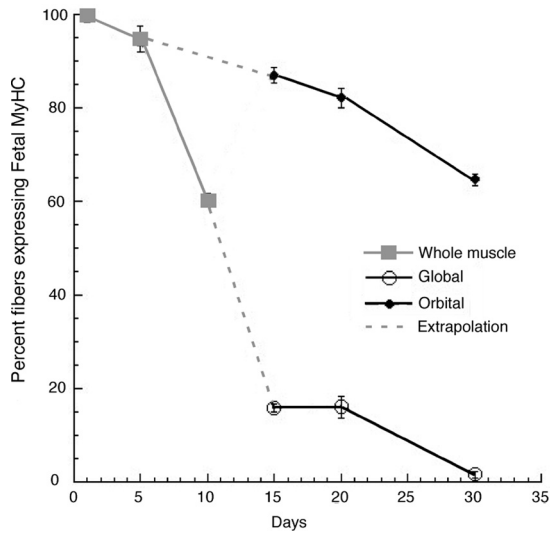 Percent fibers expressing Fetal MyHC
100
80
60
40
20
0
Whole muscle
Global
Orbital
Extrapolation
0 5 10 15 20 25 30 35
Days